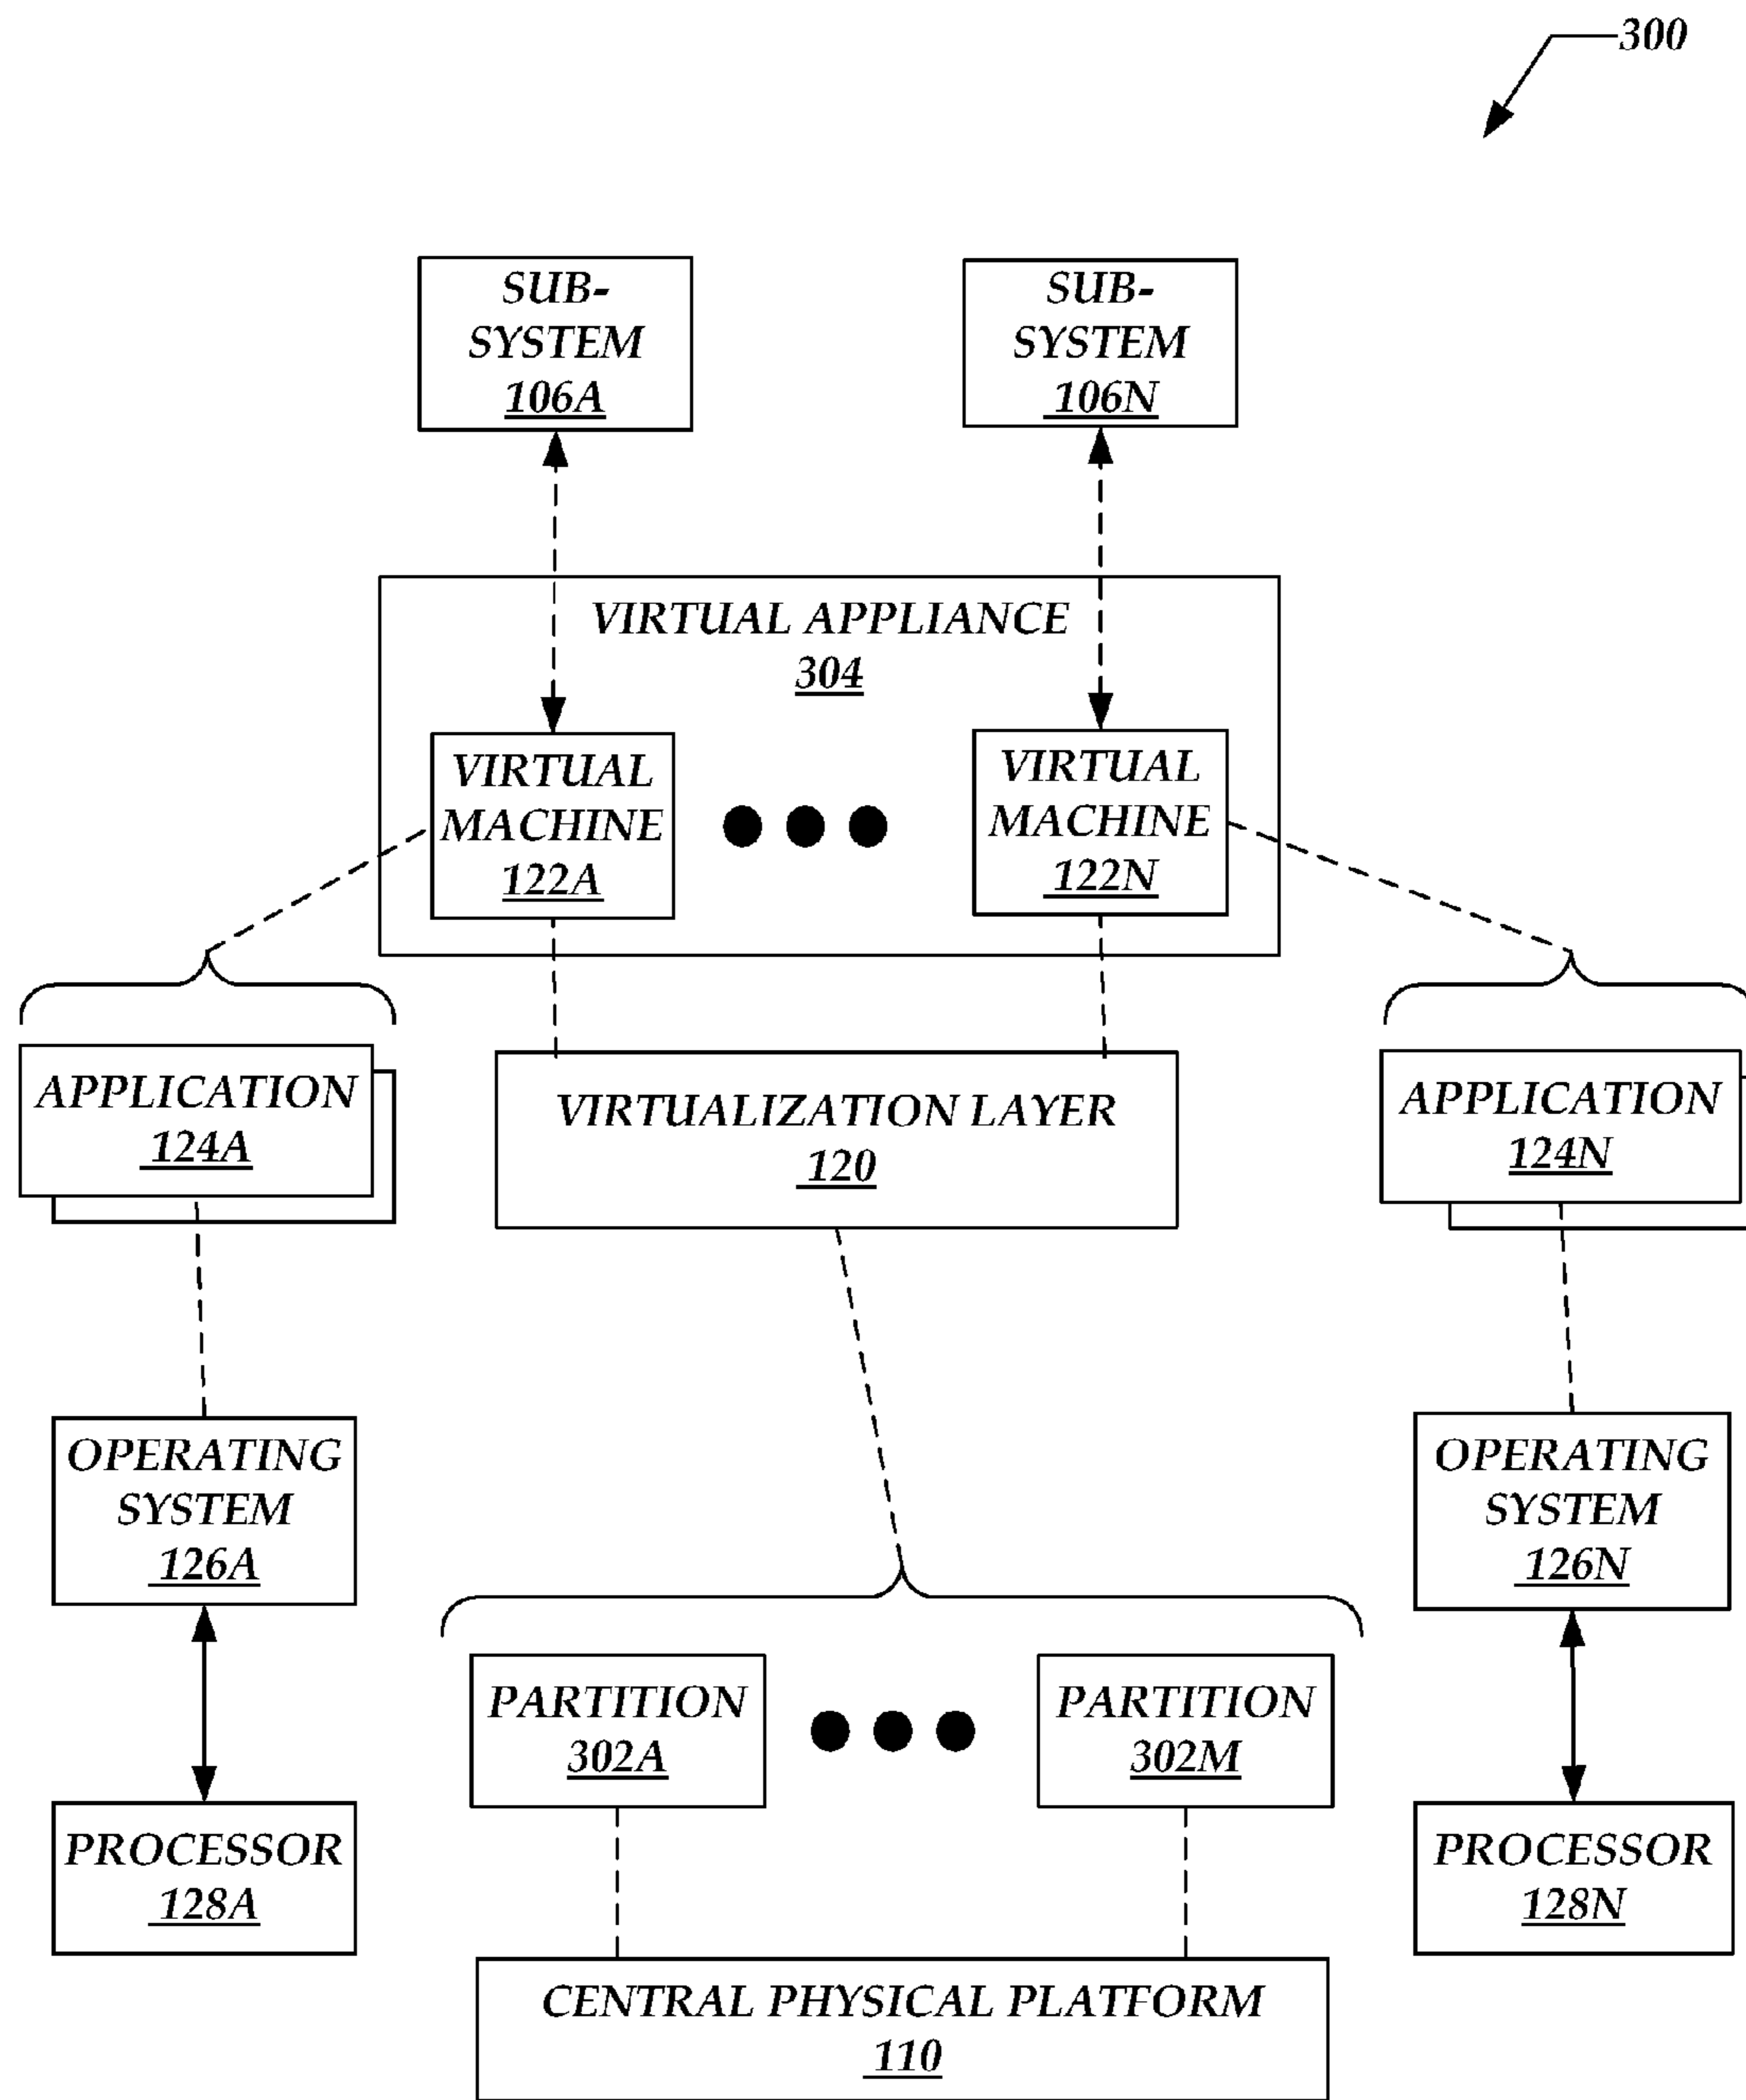 300
SUB-
SYSTEM
106A
SUB-
SYSTEM
106N
VIRTUAL APPLIANCE
304
VIRTUAL
MACHINE
122A
VIRTUAL
MACHINE
122N
APPLICATION
124A
VIRTUALIZATION LAYER
120
APPLICATION
124N
OPERATING
SYSTEM
126A
OPERATING
SYSTEM
126N
PARTITION
302A
PARTITION
302M
PROCESSOR
128A
PROCESSOR
128N
CENTRAL PHYSICAL PLATFORM
110